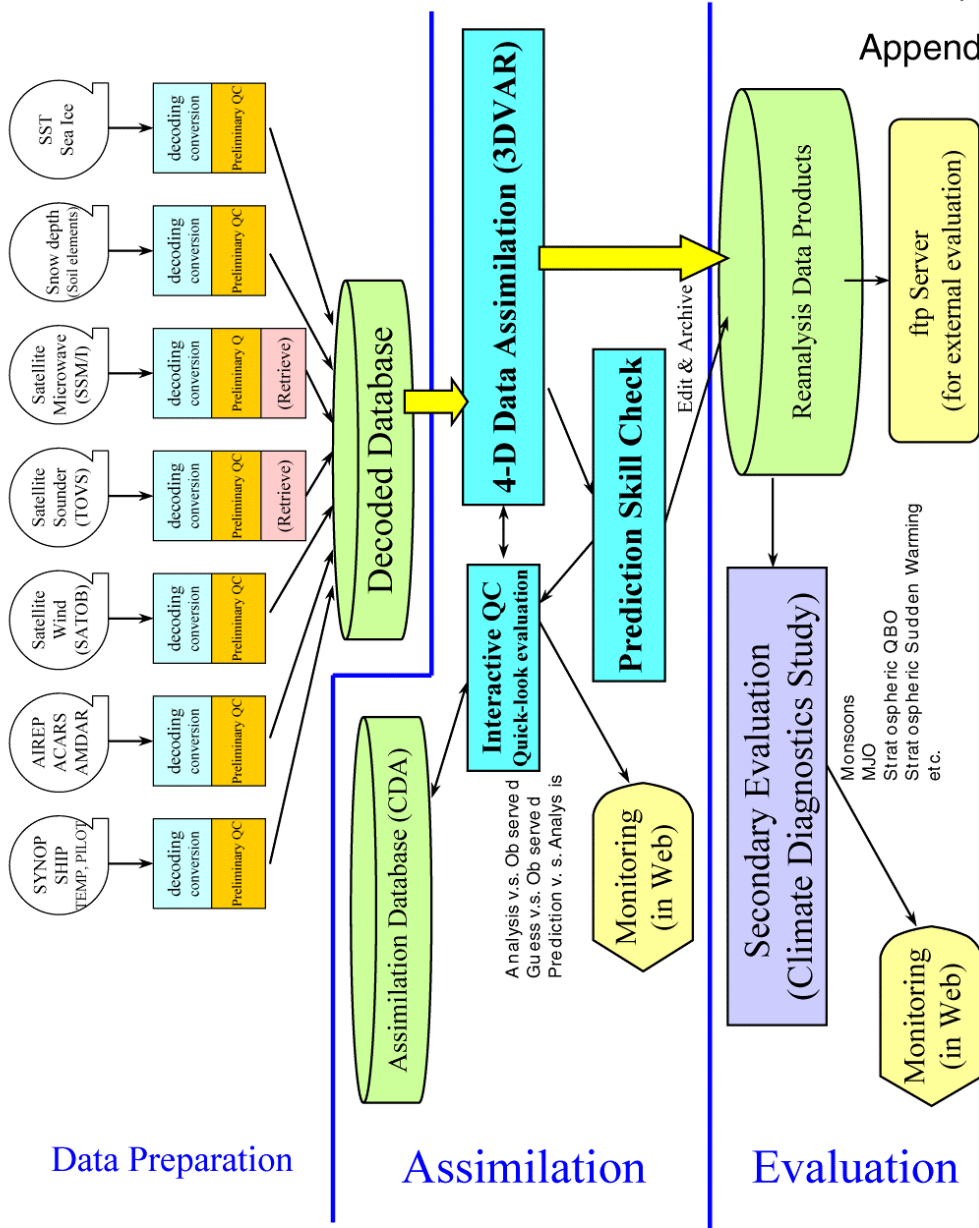 Append
SYNOP
SHIP
TEMP, PILOT
AIREP
ACARS
AMDAR
Satellite
Wind
(SATOB)
Satellite
Sounder
(TOVS)
Satellite
Microwave
(SSM/I)
Snow depth
(Soil elements)
SST
Sea Ice
decoding
conversion
Preliminary QC
decoding
conversion
Preliminary QC
decoding
conversion
Preliminary QC
decoding
conversion
Preliminary QC
(Retrieve)
decoding
conversion
Preliminary Q
(Retrieve)
decoding
conversion
Preliminary QC
decoding
conversion
Preliminary QC
Data Preparation
Decoded Database
Assimilation Database (CDA)
Assimilation
Interactive QC
Quick-look evaluation
4-D Data Assimilation (3DVAR)
Analysis v.s. Ob served
Guess v.s. Ob served
Prediction v. s. Analys is
Monitoring
(in Web)
Prediction Skill Check
Edit & Archive
Evaluation
Secondary Evaluation
(Climate Diagnostics Study)
Reanalysis Data Products
Monsoons
MJO
Strat ospheric QBO
Strat ospheric Sudden Warming
etc.
Monitoring
(in Web)
ftp Server
(for external evaluation)